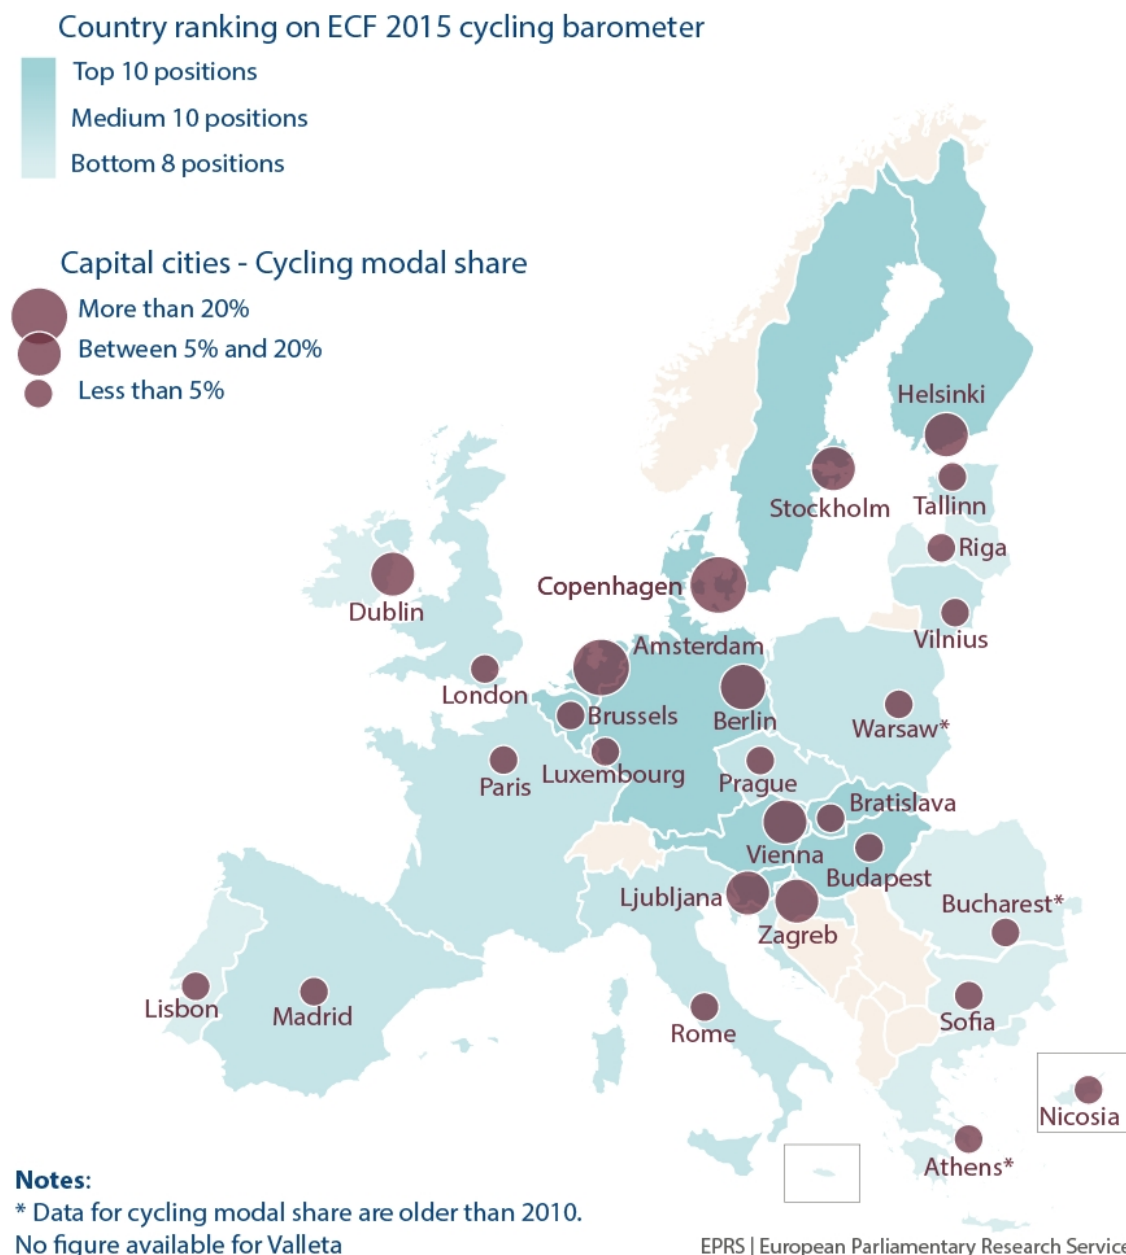 Country ranking on ECF 2015 cycling barometer
Top 10 positions
Medium 10 positions
Bottom 8 positions
Capital cities - Cycling modal share
More than 20%
Between 5% and 20%
Less than 5%
Helsinki
Stockholm
Tallinn
Riga
Copenhagen
Dublin
Vilnius
Amsterdam
London
Brussels
Berlin
Warsaw*
Paris
Luxembourg
Prague
Bratislava
Vienna
Budapest
Ljubljana
Bucharest*
Zagreb
Lisbon
Madrid
Rome
Sofia
Nicosia
Athens*
Notes:
* Data for cycling modal share are older than 2010.
No figure available for Valleta
EPRS | European Parliamentary Research Service